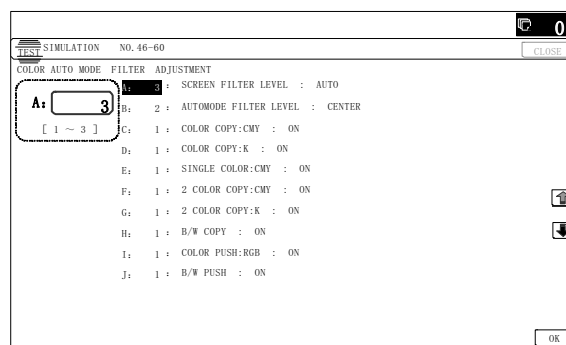 0
TEST SIMULATION NO. 46-60
CLOSE
COLOR AUTO MODE FILTER ADJUSTMENT
A: 3
[ 1 ~ 3 ]
A: 3 : SCREEN FILTER LEVEL : AUTO
B: 2 : AUTOMODE FILTER LEVEL : CENTER
C: 1 : COLOR COPY:CMY : ON
D: 1 : COLOR COPY:K : ON
E: 1 : SINGLE COLOR:CMY : ON
F: 1 : 2 COLOR COPY:CMY : ON
G: 1 : 2 COLOR COPY:K : ON
H: 1 : B/W COPY : ON
I: 1 : COLOR PUSH:RGB : ON
J: 1 : B/W PUSH : ON
OK